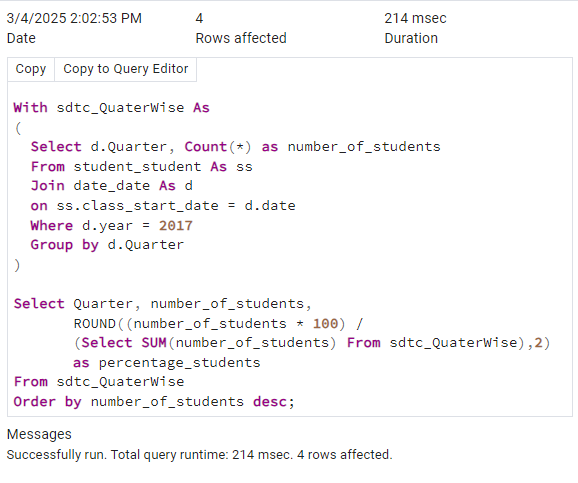 3/4/2025 2:02:53 PM 4 214 msec
Date Rows affected Duration
Copy Copy to Query Editor
With sdtc_QuaterWise As
(
Select d.Quarter, Count(*) as number_of_students
From student_student As ss
Join date_date As d
on ss.class_start_date = d.date
Where d.year = 2017
Group by d.Quarter
)
Select Quarter, number_of_students,
ROUND((number_of_students * 100) /
(Select SUM(number_of_students) From sdtc_QuaterWise),2)
as percentage_students
From sdtc_QuaterWise
Order by number_of_students desc;
Messages
Successfully run. Total query runtime: 214 msec. 4 rows affected.